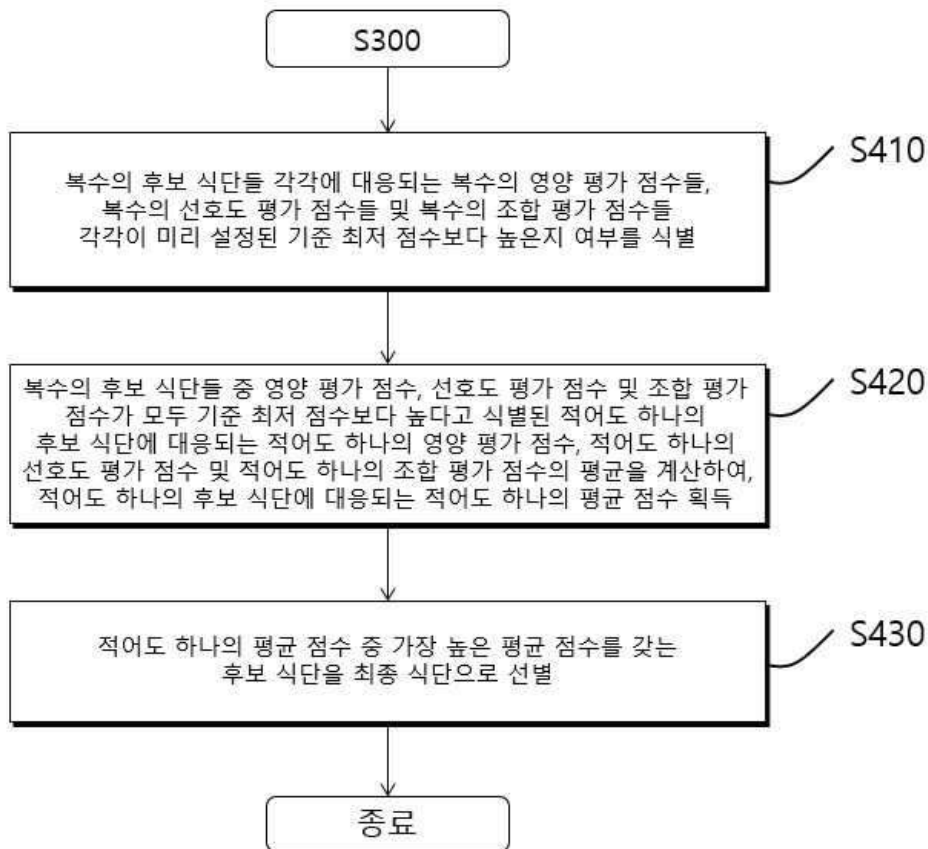 S300
S410
복수의 후보 식단들 각각에 대응되는 복수의 영양 평가 점수들,
복수의 선호도 평가 점수들 및 복수의 조합 평가 점수들
각각이 미리 설정된 기준 최저 점수보다 높은지 여부를 식별
S420
복수의 후보 식단들 중 영양 평가 점수, 선호도 평가 점수 및 조합 평가
점수가 모두 기준 최저 점수보다 높다고 식별된 적어도 하나의
후보 식단에 대응되는 적어도 하나의 영양 평가 점수, 적어도 하나의
선호도 평가 점수 및 적어도 하나의 조합 평가 점수의 평균을 계산하여,
적어도 하나의 후보 식단에 대응되는 적어도 하나의 평균 점수 획득
S430
적어도 하나의 평균 점수 중 가장 높은 평균 점수를 갖는
후보 식단을 최종 식단으로 선별
종료